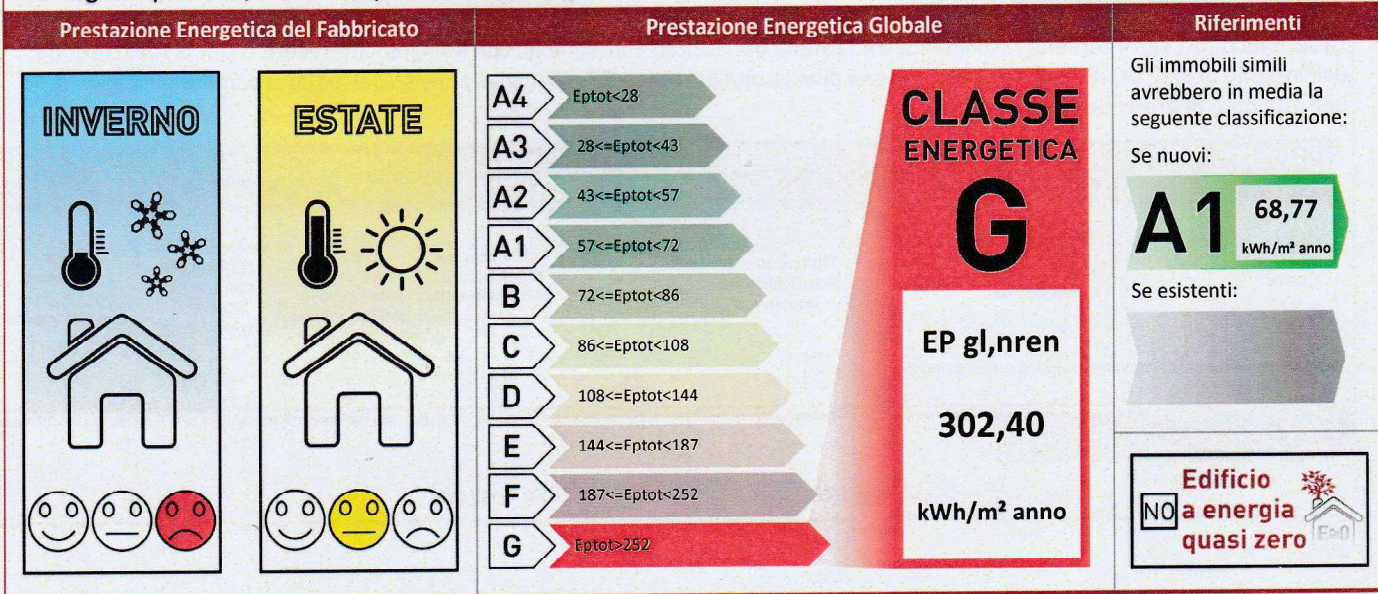 Prestazione Energetica del Fabbricato
Prestazione Energetica Globale
Riferimenti
INVERNO
ESTATE
A4 Eptot<28
A3 28<=Eptot<43
A2 43<=Eptot<57
A1 57<=Eptot<72
B 72<=Eptot<86
C 86<=Eptot<108
D 108<=Eptot<144
E 144<=Eptot<187
F 187<=Eptot<252
G Eptot>252
CLASSE
ENERGETICA
G
EP gl,nren
302,40
kWh/m² anno
Gli immobili simili
avrebbero in media la
seguente classificazione:
Se nuovi:
A1
68,77
kWh/m² anno
Se esistenti:
Edificio
NO a energia
quasi zero
E≃0